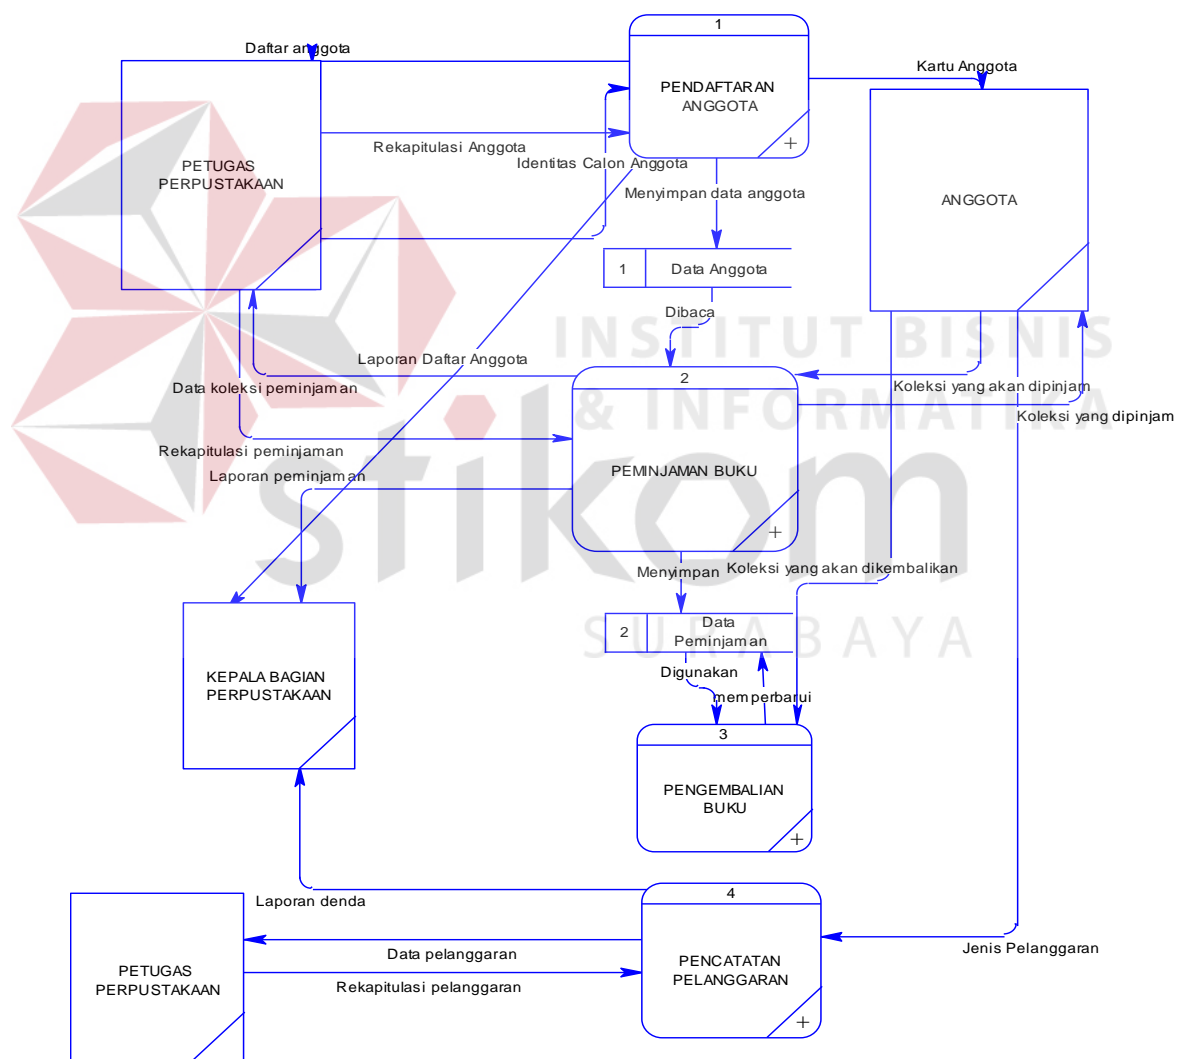 1
Daftar anggota
Kartu Anggota
PENDAFTARAN
ANGGOTA
+
Rekapitulasi Anggota
Identitas Calon Anggota
PETUGAS
PERPUSTAKAAN
Menyimpan data anggota
ANGGOTA
1
Data Anggota
Dibaca
INSTITUT BISNIS
& INFORMATIKA
Laporan Daftar Anggota
2
Data koleksi peminjaman
Koleksi yang akan dipinjam
Koleksi yang dipinjam
Rekapitulasi peminjaman
Laporan peminjaman
PEMINJAMAN BUKU
+
stikom
Menyimpan
Koleksi yang akan dikembalikan
2
Data
Peminjaman
SURABAYA
Digunakan
memperbarui
KEPALA BAGIAN
PERPUSTAKAAN
3
PENGEMBALIAN
BUKU
+
4
Laporan denda
Data pelanggaran
Jenis Pelanggaran
PENCATATAN
PELANGGARAN
+
PETUGAS
PERPUSTAKAAN
Rekapitulasi pelanggaran